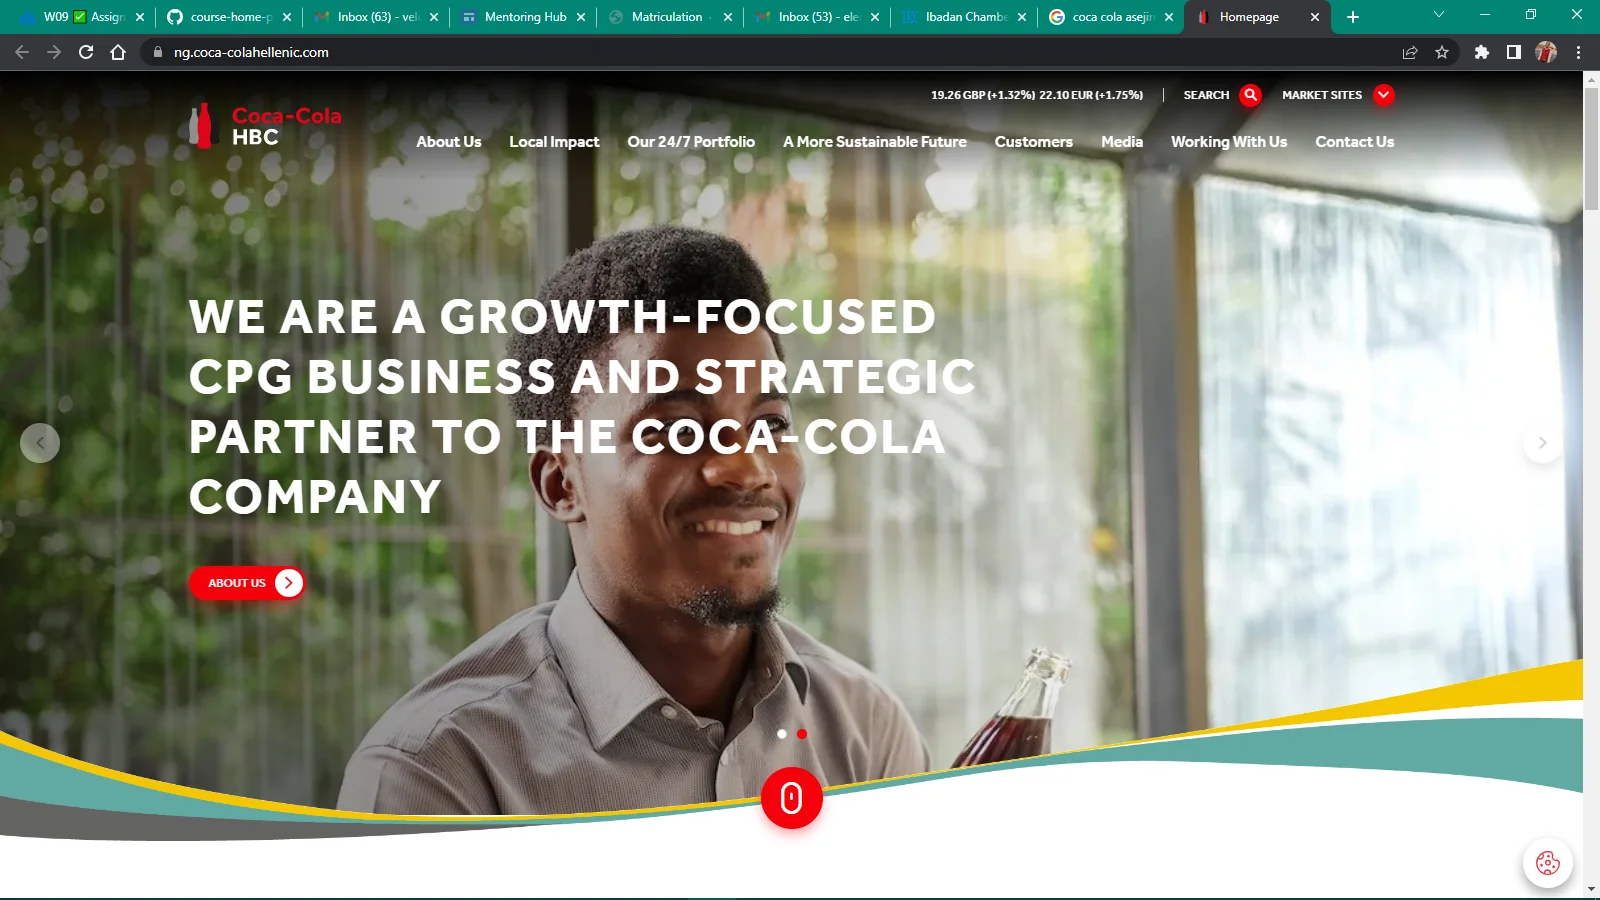 W09 ✅ Assign
course-home-p
Inbox (63) - vel
Mentoring Hub
Matriculation
Inbox (53) - ele
Ibadan Chambe
coca cola asejir
Homepage
ng.coca-colahellenic.com
19.26 GBP (+1.32%) 22.10 EUR (+1.75%)
SEARCH
MARKET SITES
Coca-Cola
HBC
About Us
Local Impact
Our 24/7 Portfolio
A More Sustainable Future
Customers
Media
Working With Us
Contact Us
WE ARE A GROWTH-FOCUSED
CPG BUSINESS AND STRATEGIC
PARTNER TO THE COCA-COLA
COMPANY
ABOUT US